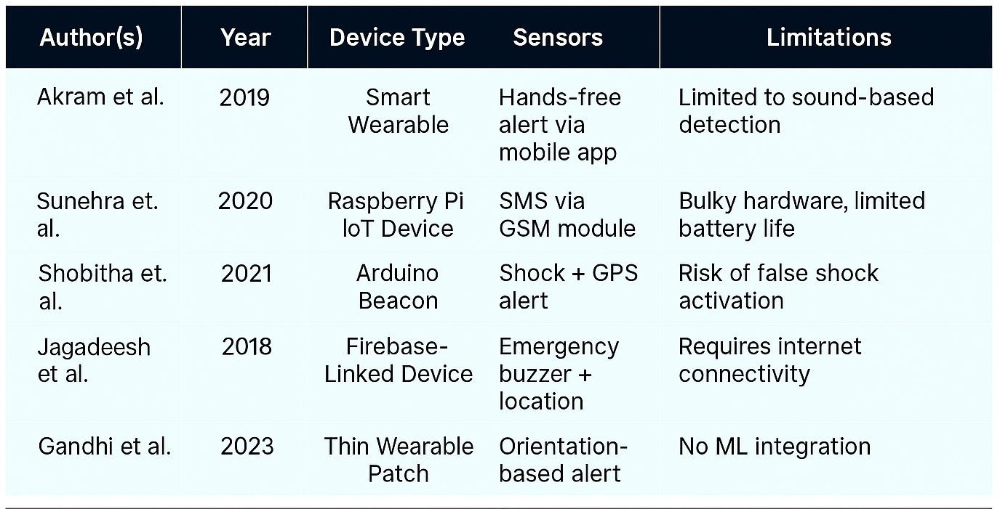 Author(s) Year Device Type Sensors Limitations
Akram et al. 2019 Smart Hands-free Limited to sound-based
Wearable alert via detection
mobile app
Sunehra et. 2020 Raspberry Pi SMS via Bulky hardware, limited
al. IoT Device GSM module battery life
Shobitha et. 2021 Arduino Shock + GPS Risk of false shock
al. Beacon alert activation
Jagadeesh 2018 Firebase- Emergency Requires internet
et al. Linked Device buzzer + connectivity
location
Gandhi et al. 2023 Thin Wearable Orientation- No ML integration
Patch based alert